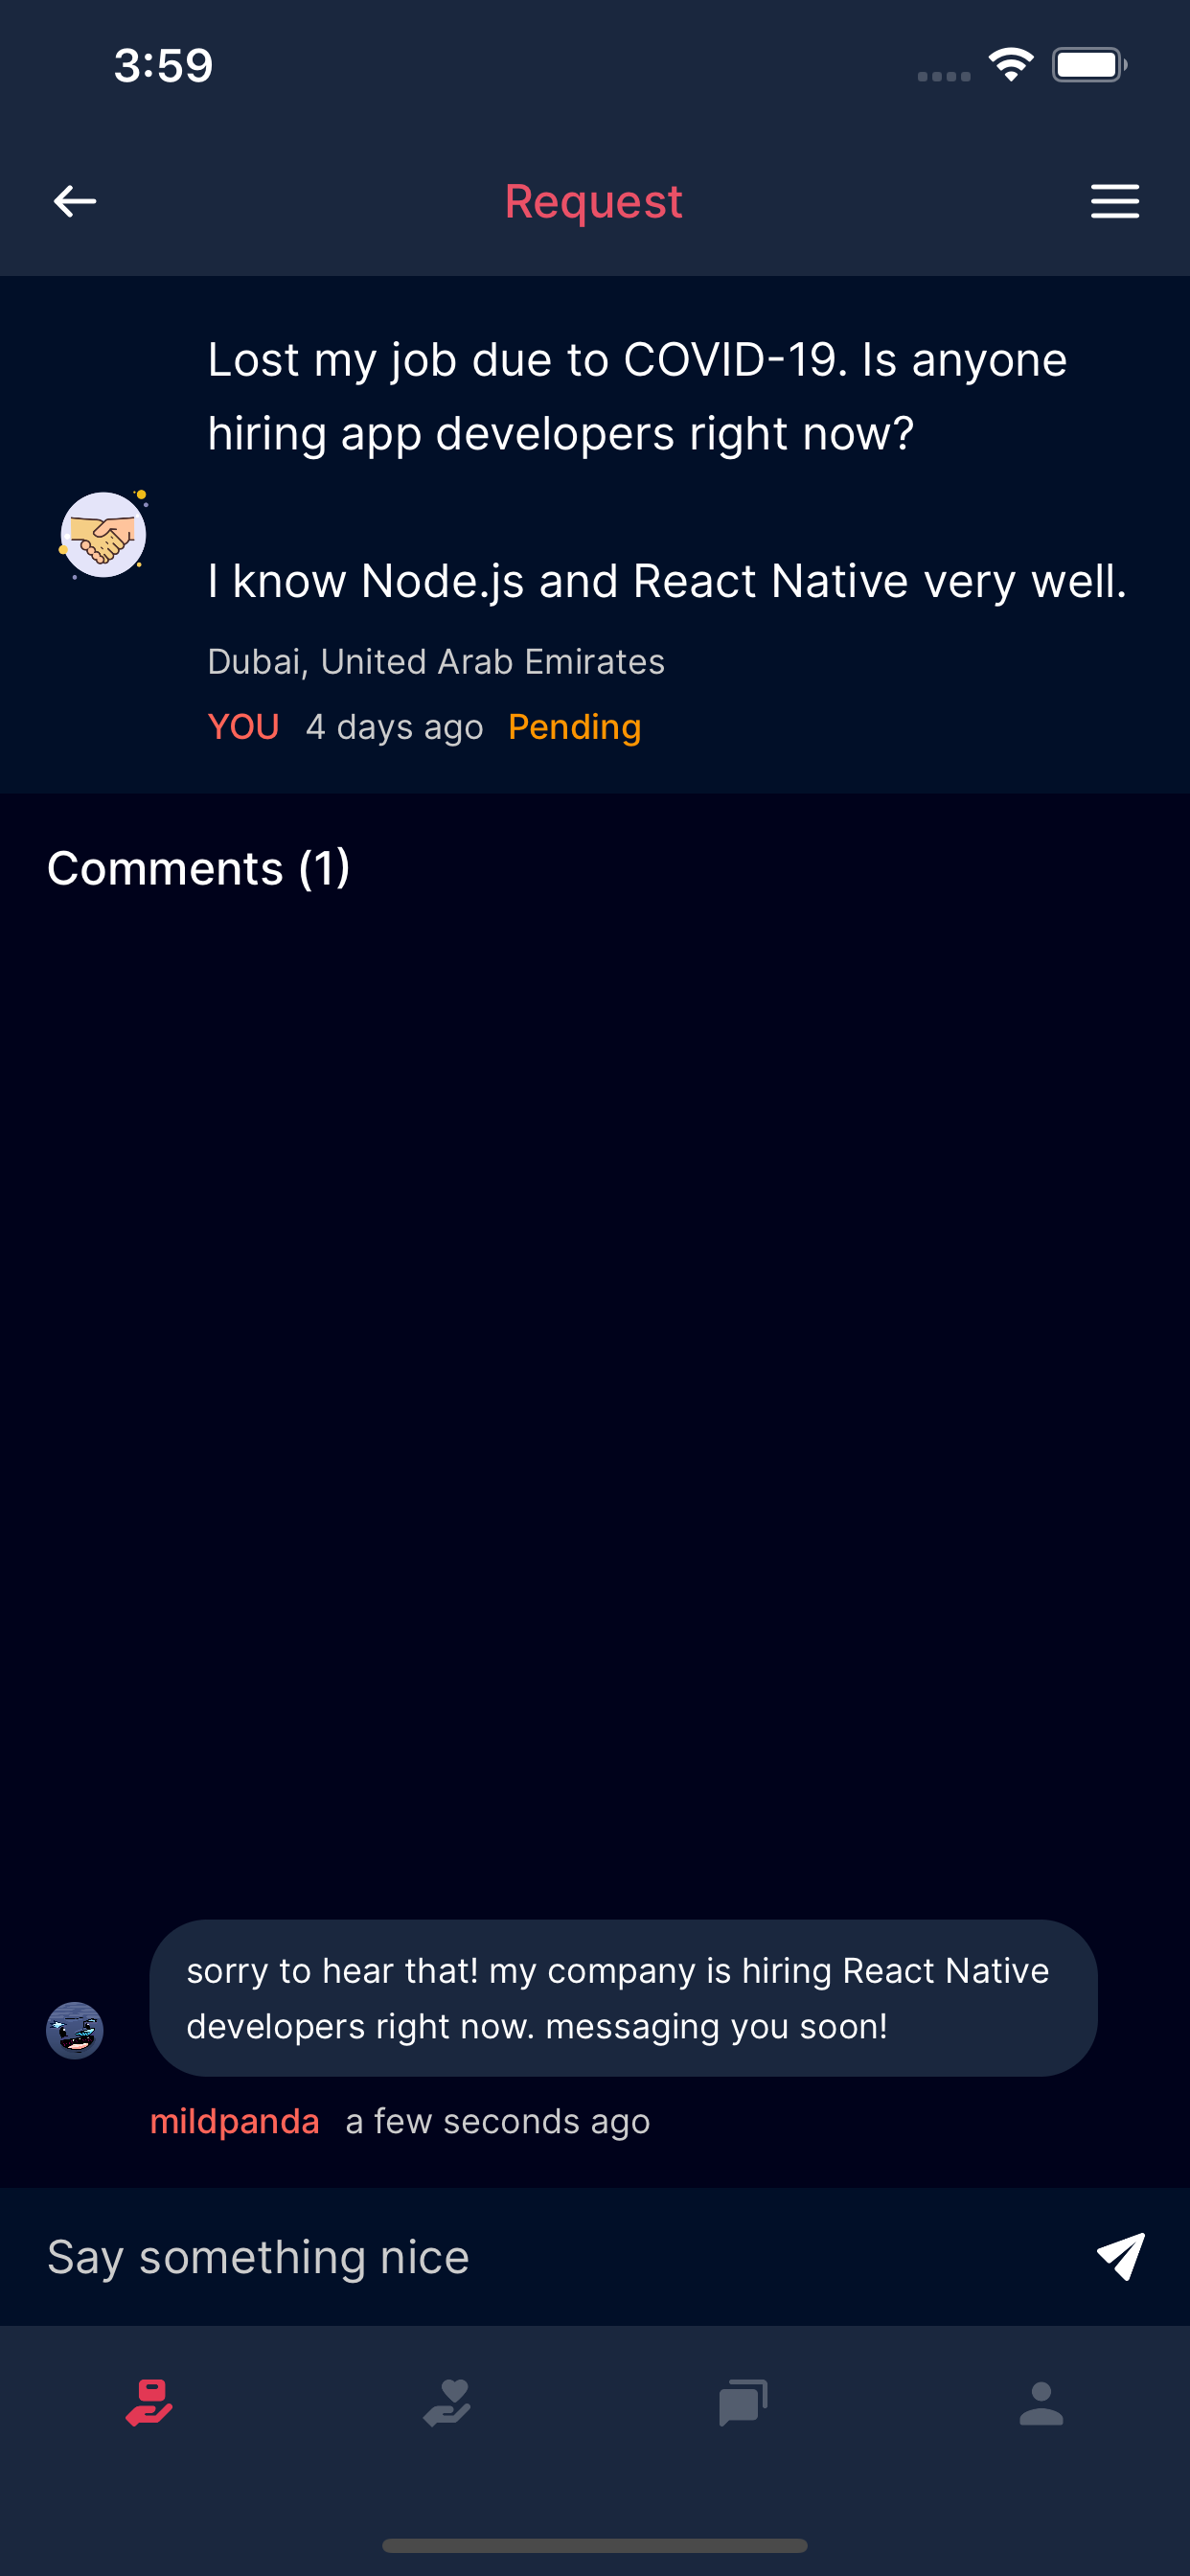 3:59
Request
Lost my job due to COVID-19. Is anyone
hiring app developers right now?
I know Node.js and React Native very well.
Dubai, United Arab Emirates
YOU 4 days ago Pending
Comments (1)
sorry to hear that! my company is hiring React Native
developers right now. messaging you soon!
mildpanda a few seconds ago
Say something nice